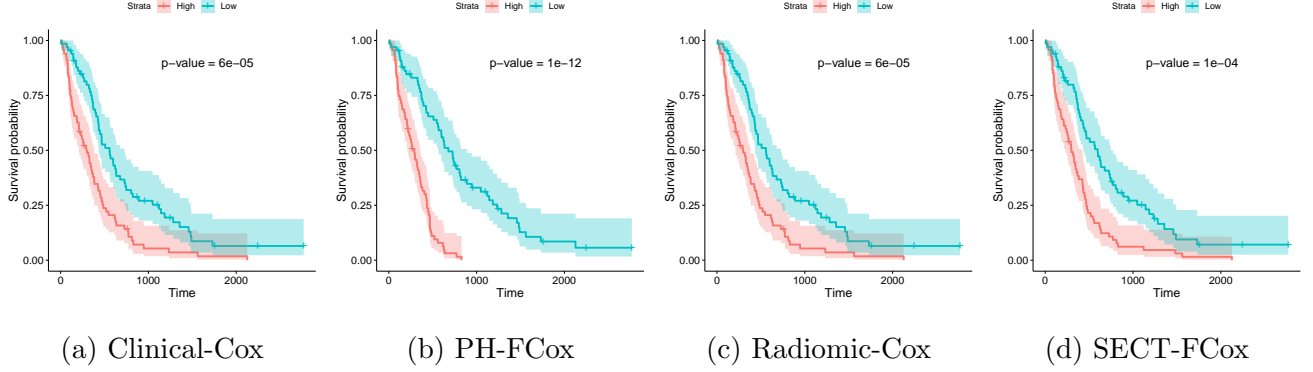 Strata High Low
1.00
0.75
0.50
0.25
0.00
Survival probability
p−value = 6e−05
0 1000 2000
Time
(a) Clinical-Cox
Strata High Low
1.00
0.75
0.50
0.25
0.00
Survival probability
p−value = 1e−12
0 1000 2000
Time
(b) PH-FCox
Strata High Low
1.00
0.75
0.50
0.25
0.00
Survival probability
p−value = 6e−05
0 1000 2000
Time
(c) Radiomic-Cox
Strata High Low
1.00
0.75
0.50
0.25
0.00
Survival probability
p−value = 1e−04
0 1000 2000
Time
(d) SECT-FCox